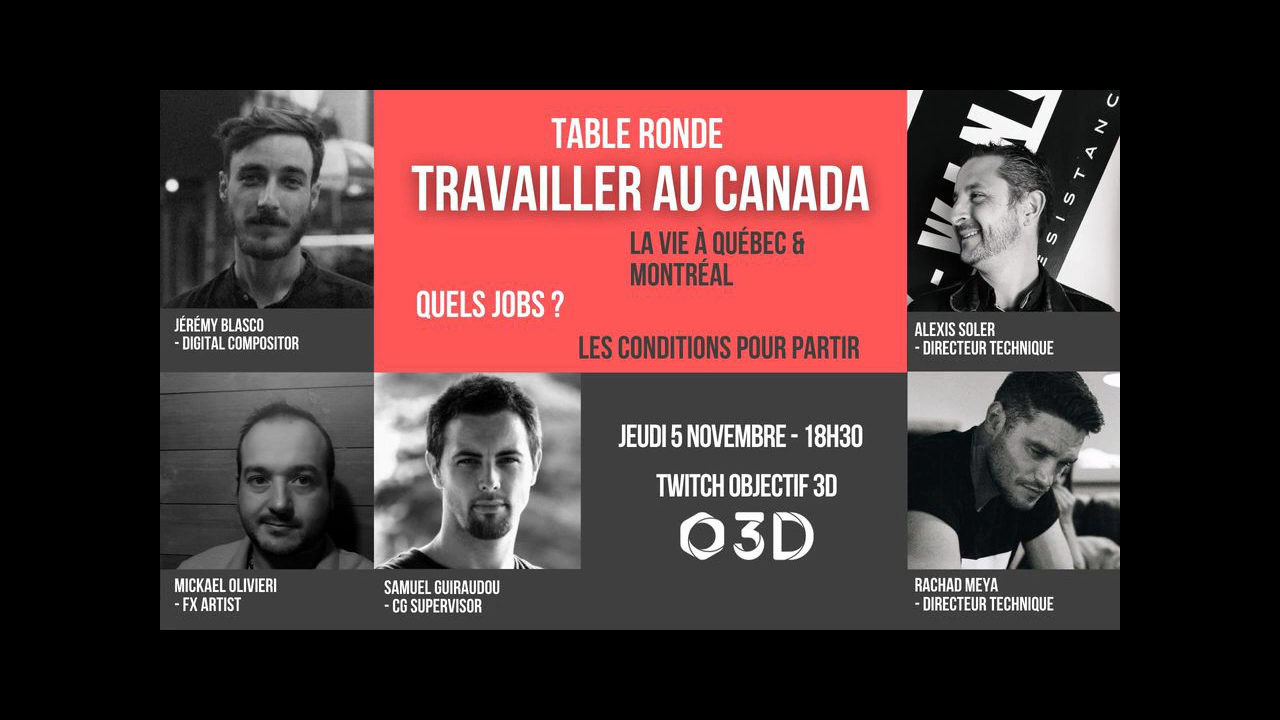 TABLE RONDE
TRAVAILLER AU CANADA
LA VIE À QUÉBEC &
MONTRÉAL
QUELS JOBS ?
LES CONDITIONS POUR PARTIR
JÉRÉMY BLASCO
- DIGITAL COMPOSITOR
ALEXIS SOLER
- DIRECTEUR TECHNIQUE
JEUDI 5 NOVEMBRE - 18H30
TWITCH OBJECTIF 3D
O3D
MICKAEL OLIVIERI
- FX ARTIST
SAMUEL GUIRAUDOU
- CG SUPERVISOR
RACHAD MEYA
- DIRECTEUR TECHNIQUE